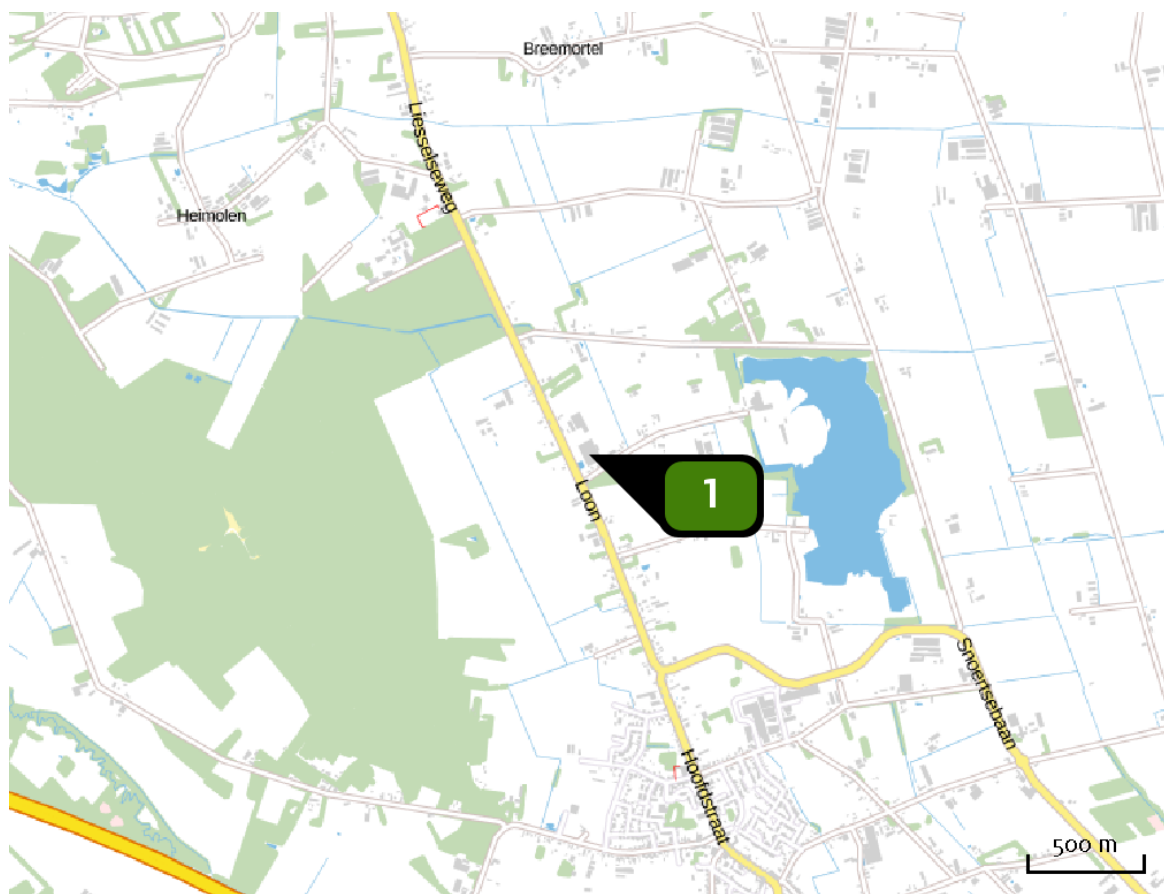 Breemortel
Liesselseweg
Heimolen
1
Loon
Snoertsebaan
Hoofdstraat
500 m